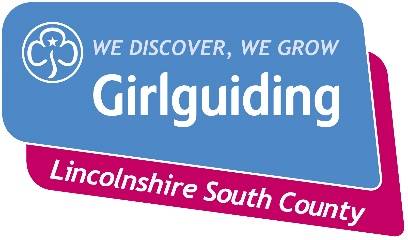 WE DISCOVER, WE GROW
Girlguiding
Lincolnshire South County